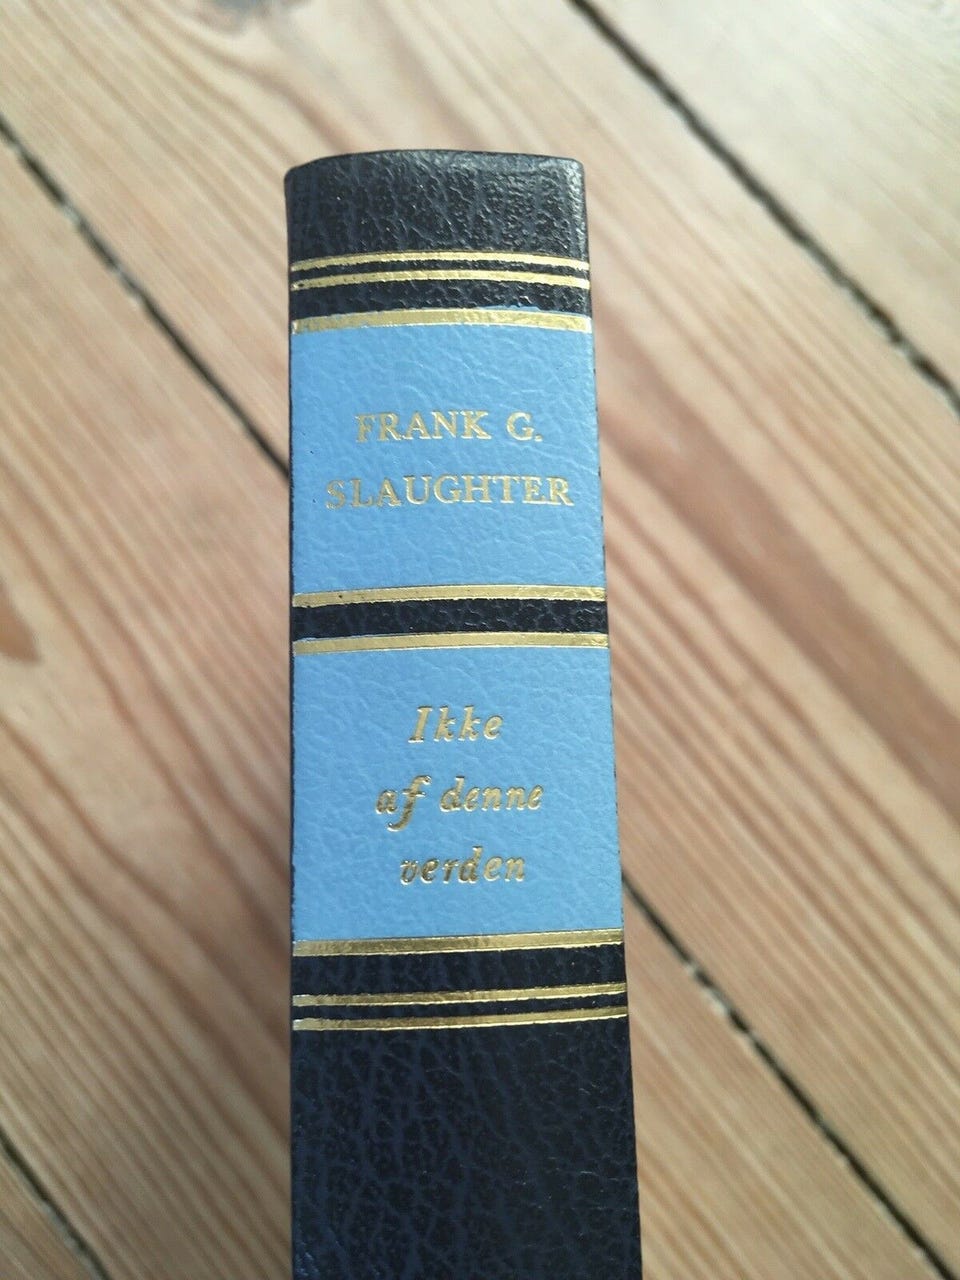 FRANK G.
SLAUGHTER
Ikke
af denne
verden